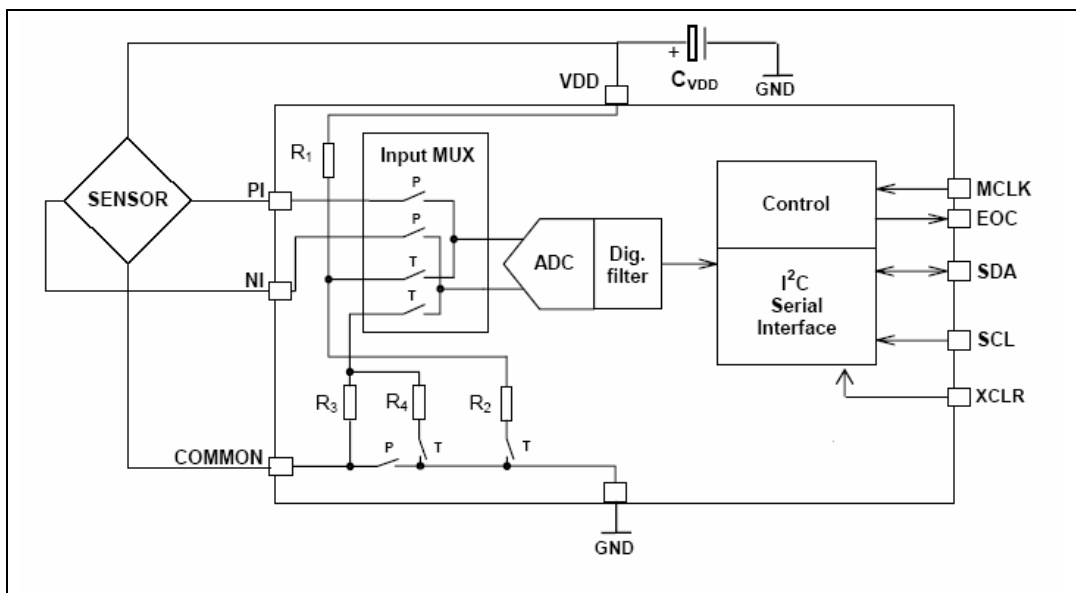 +
C_VDD
VDD
GND
R₁
Input MUX
P
PI
SENSOR
P
NI
T
T
ADC
Dig.
filter
Control
I²C
Serial
Interface
MCLK
EOC
SDA
SCL
XCLR
R₃
R₄
R₂
COMMON
P
T
T
GND